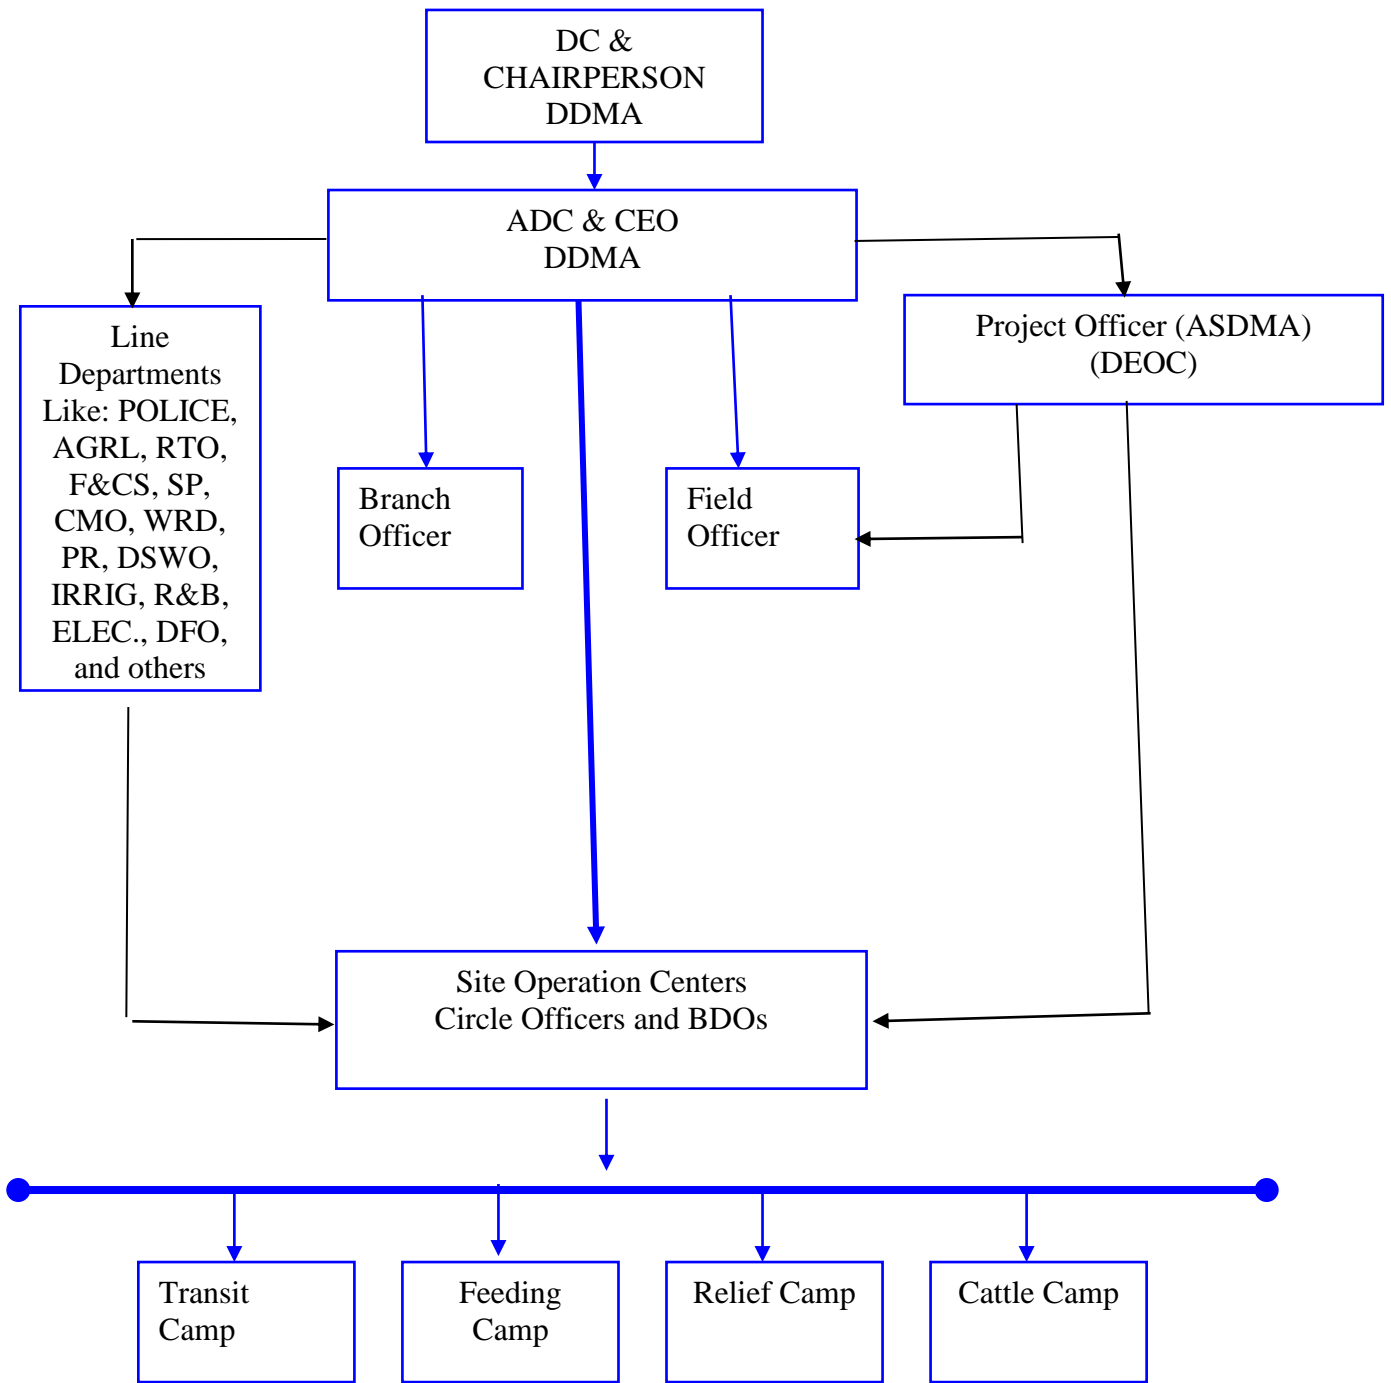 DC &
CHAIRPERSON
DDMA
ADC & CEO
DDMA
Line
Departments
Like: POLICE,
AGRL, RTO,
F&CS, SP,
CMO, WRD,
PR, DSWO,
IRRIG, R&B,
ELEC., DFO,
and others
Project Officer (ASDMA)
(DEOC)
Branch
Officer
Field
Officer
Site Operation Centers
Circle Officers and BDOs
Transit
Camp
Feeding
Camp
Relief Camp
Cattle Camp